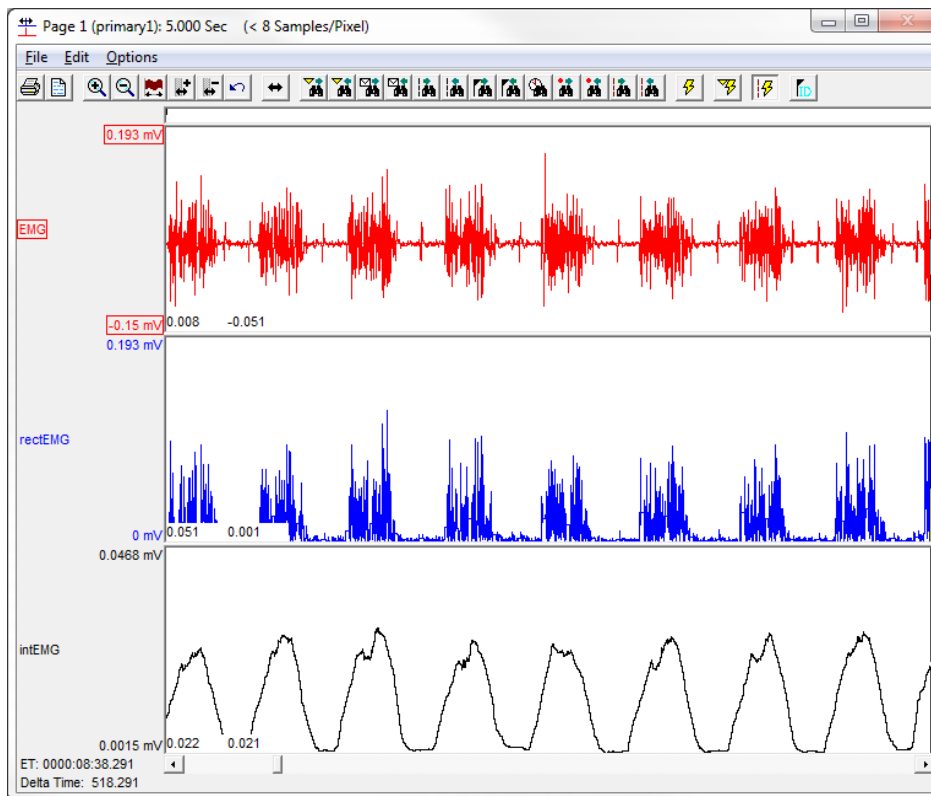 Page 1 (primary1): 5.000 Sec (< 8 Samples/Pixel)
File Edit Options
ID
0.193 mV
EMG
-0.15 mV
0.008 -0.051
0.193 mV
rectEMG
0 mV
0.051 0.001
0.0468 mV
intEMG
0.0015 mV
0.022 0.021
ET: 0000:08:38.291
Delta Time: 518.291